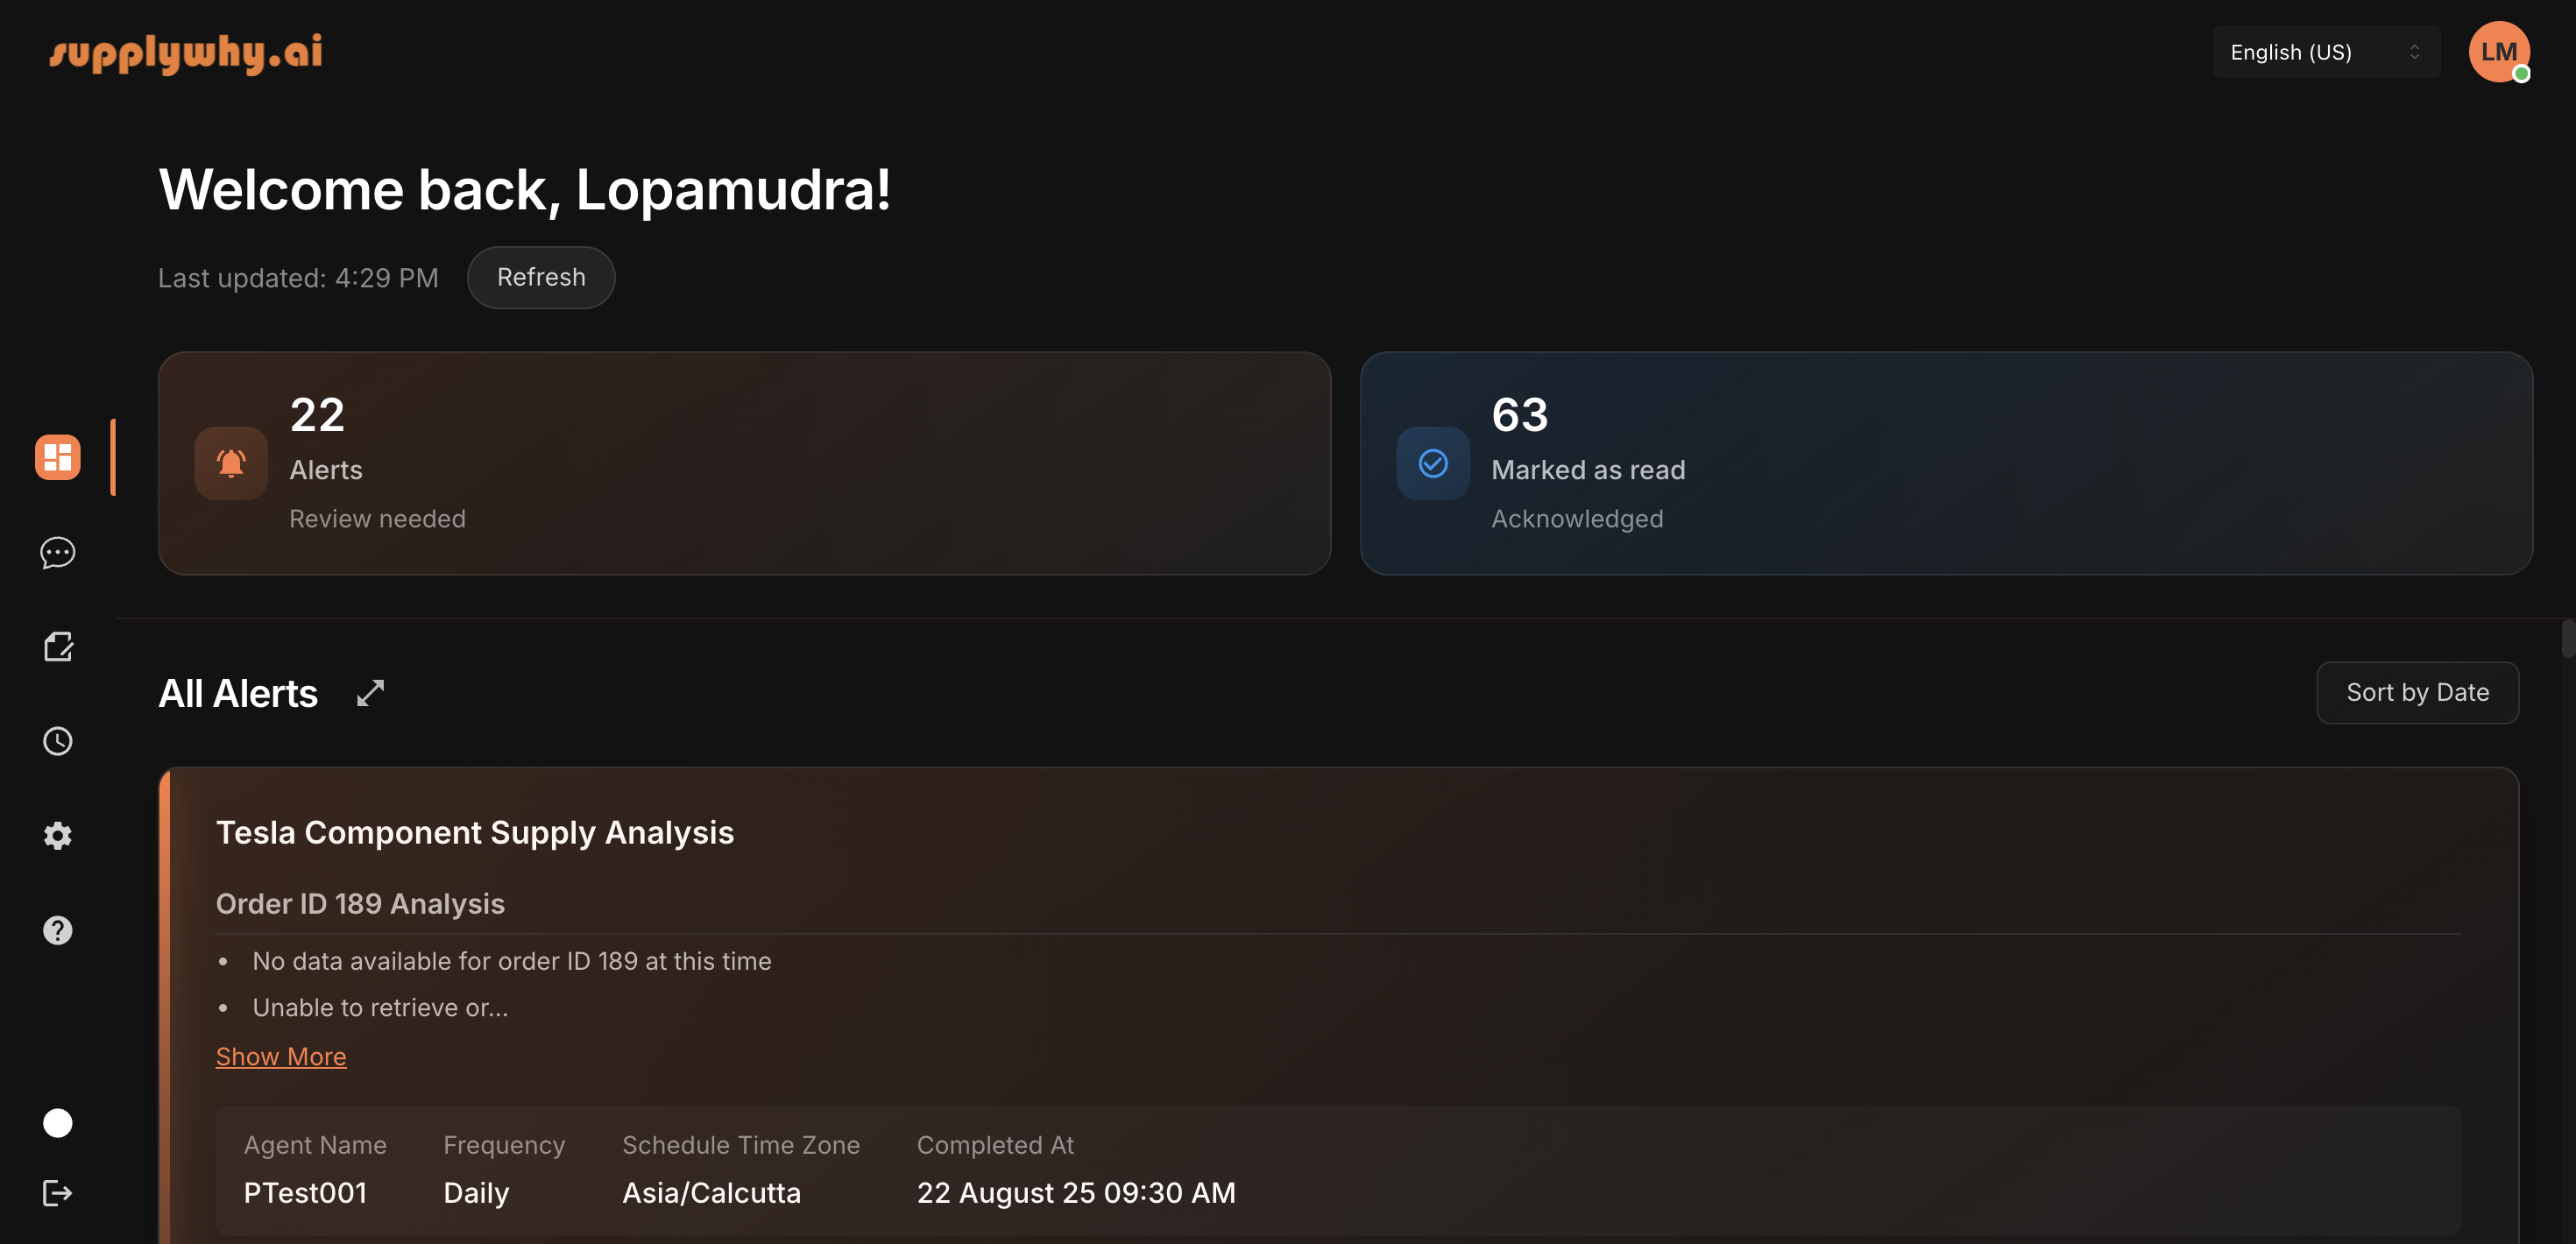 supplywhy.ai
English (US)
LM
Welcome back, Lopamudra!
Last updated: 4:29 PM
Refresh
22
Alerts
Review needed
63
Marked as read
Acknowledged
All Alerts
Sort by Date
Tesla Component Supply Analysis
Order ID 189 Analysis
• No data available for order ID 189 at this time
• Unable to retrieve or...
Show More
Agent Name Frequency Schedule Time Zone Completed At
PTest001 Daily Asia/Calcutta 22 August 25 09:30 AM